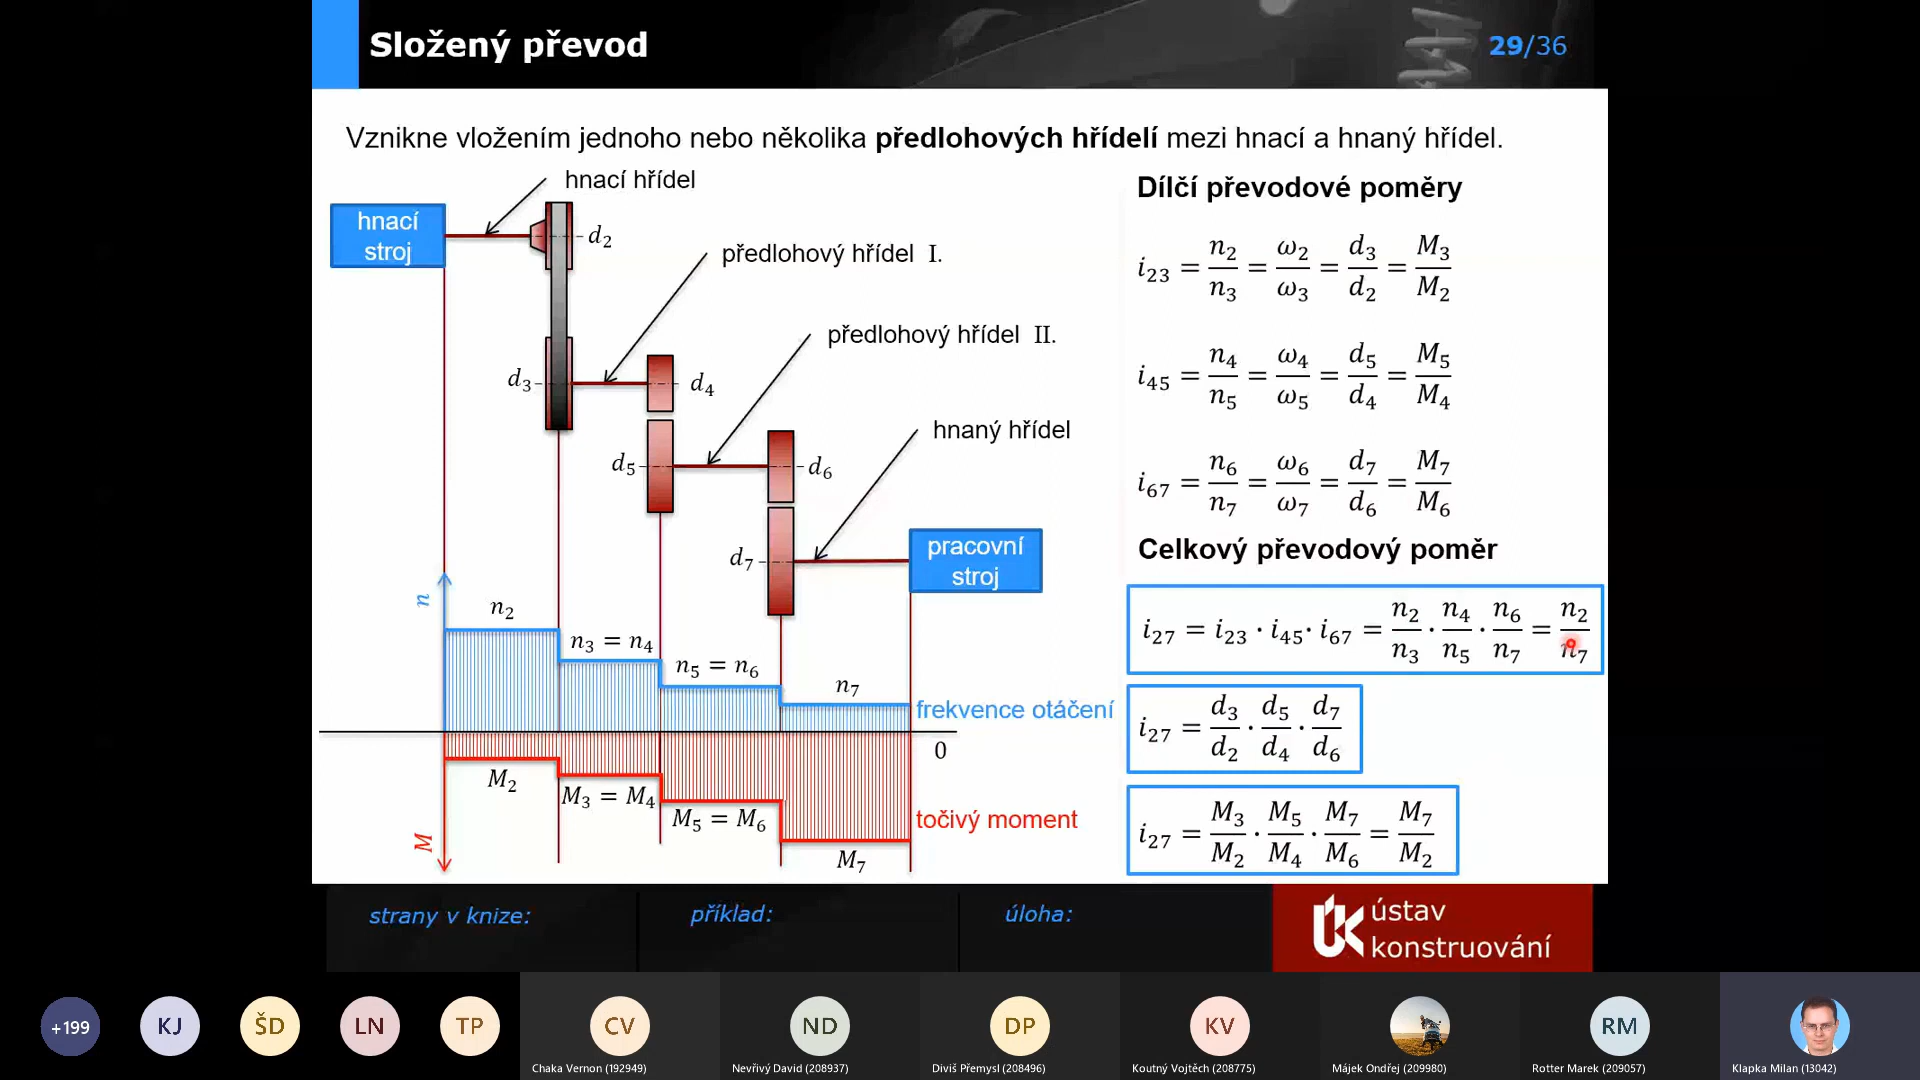 Složený převod
29/36
Vznikne vložením jednoho nebo několika předlohových hřídelí mezi hnací a hnaný hřídel.
hnací hřídel
hnací
stroj
d₂
předlohový hřídel I.
předlohový hřídel II.
d₃
d₄
hnaný hřídel
d₅
d₆
d₇
pracovní
stroj
n
n₂
n₃ = n₄
n₅ = n₆
n₇
frekvence otáčení
0
M₂
M₃ = M₄
M₅ = M₆
točivý moment
M
M₇
Dílčí převodové poměry
i₂₃ = n₂/n₃ = ω₂/ω₃ = d₃/d₂ = M₃/M₂
i₄₅ = n₄/n₅ = ω₄/ω₅ = d₅/d₄ = M₅/M₄
i₆₇ = n₆/n₇ = ω₆/ω₇ = d₇/d₆ = M₇/M₆
Celkový převodový poměr
i₂₇ = i₂₃ · i₄₅ · i₆₇ = n₂/n₃ · n₄/n₅ · n₆/n₇ = n₂/n₇
i₂₇ = d₃/d₂ · d₅/d₄ · d₇/d₆
i₂₇ = M₃/M₂ · M₅/M₄ · M₇/M₆ = M₇/M₂
strany v knize:
příklad:
úloha:
ÚK ústav
konstruování
+199
KJ
ŠD
LN
TP
CV
ND
DP
KV
RM
Chaka Vernon (192949)
Nevřivý David (208937)
Diviš Přemysl (208496)
Koutný Vojtěch (208775)
Májek Ondřej (209980)
Rotter Marek (209057)
Klapka Milan (13042)